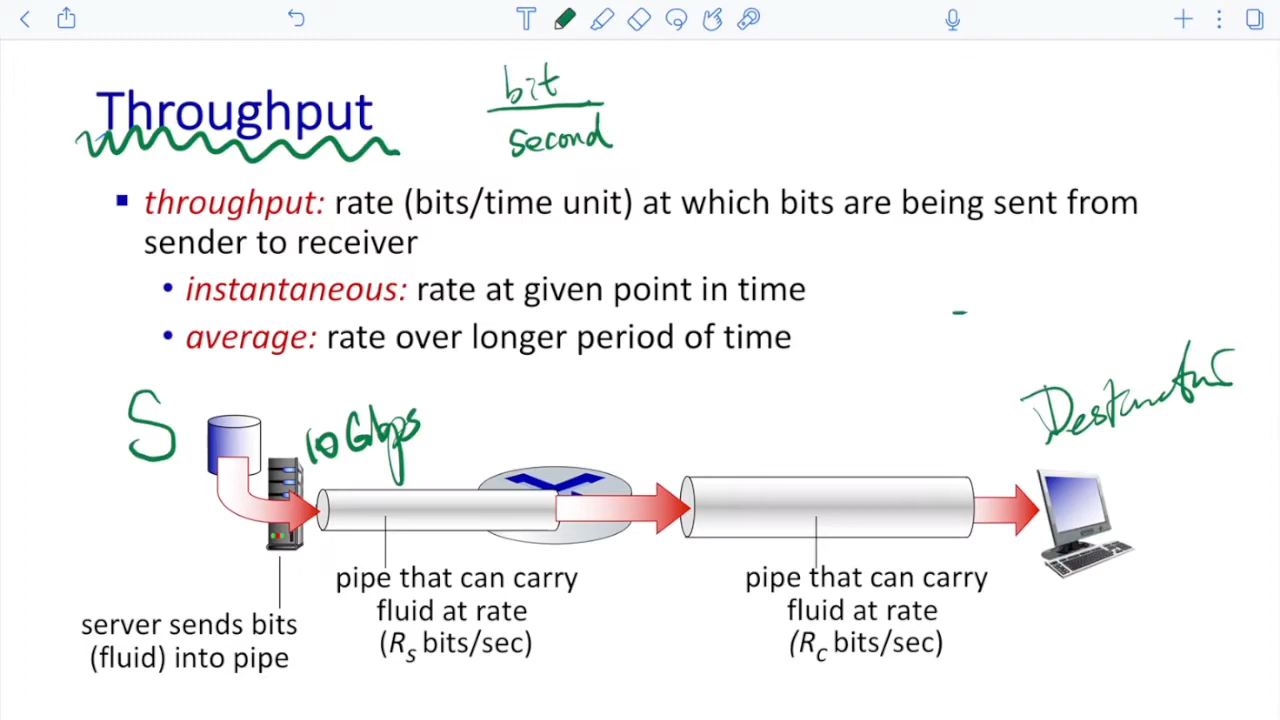 Throughput
bit
second
throughput: rate (bits/time unit) at which bits are being sent from
sender to receiver
instantaneous: rate at given point in time
average: rate over longer period of time
S
10Gbps
Destination
server sends bits
(fluid) into pipe
pipe that can carry
fluid at rate
(Rs bits/sec)
pipe that can carry
fluid at rate
(Rc bits/sec)